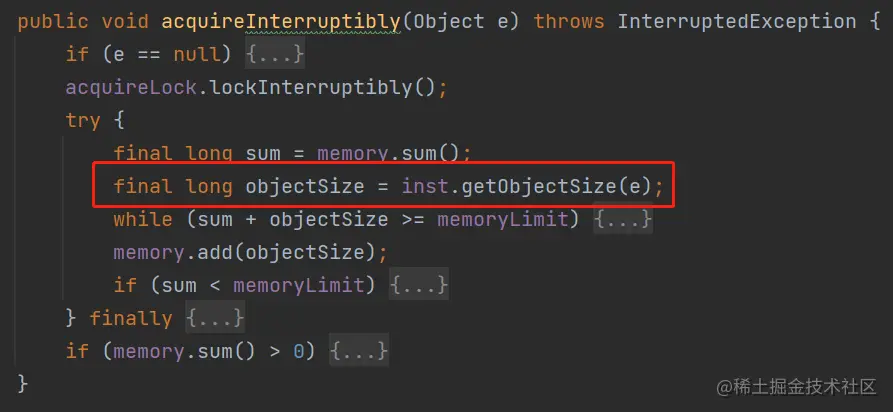 public void acquireInterruptibly(Object e) throws InterruptedException {
    if (e == null) {...}
    acquireLock.lockInterruptibly();
    try {
        final long sum = memory.sum();
        final long objectSize = inst.getObjectSize(e);
        while (sum + objectSize >= memoryLimit) {...}
        memory.add(objectSize);
        if (sum < memoryLimit) {...}
    } finally {...}
    if (memory.sum() > 0) {...}
}
@稀土掘金技术社区